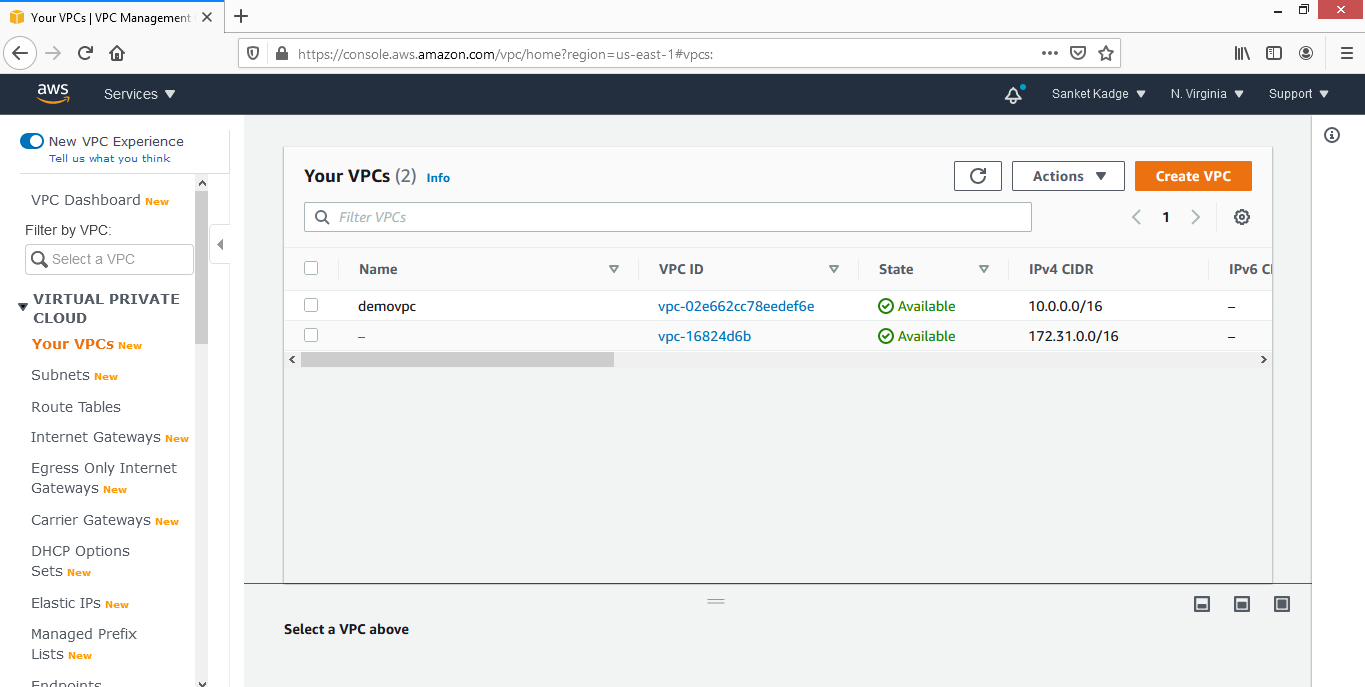 Your VPCs | VPC Management
https://console.aws.amazon.com/vpc/home?region=us-east-1#vpcs:
aws Services Sanket Kadge N. Virginia Support
New VPC Experience
Tell us what you think
VPC Dashboard New
Filter by VPC:
Select a VPC
VIRTUAL PRIVATE
CLOUD
Your VPCs New
Subnets New
Route Tables
Internet Gateways New
Egress Only Internet
Gateways New
Carrier Gateways New
DHCP Options
Sets New
Elastic IPs New
Managed Prefix
Lists New
Endpoints
Your VPCs (2) Info
Actions
Create VPC
Filter VPCs
1
Name VPC ID State IPv4 CIDR IPv6 CI
demovpc vpc-02e662cc78eedef6e Available 10.0.0.0/16 –
– vpc-16824d6b Available 172.31.0.0/16 –
Select a VPC above